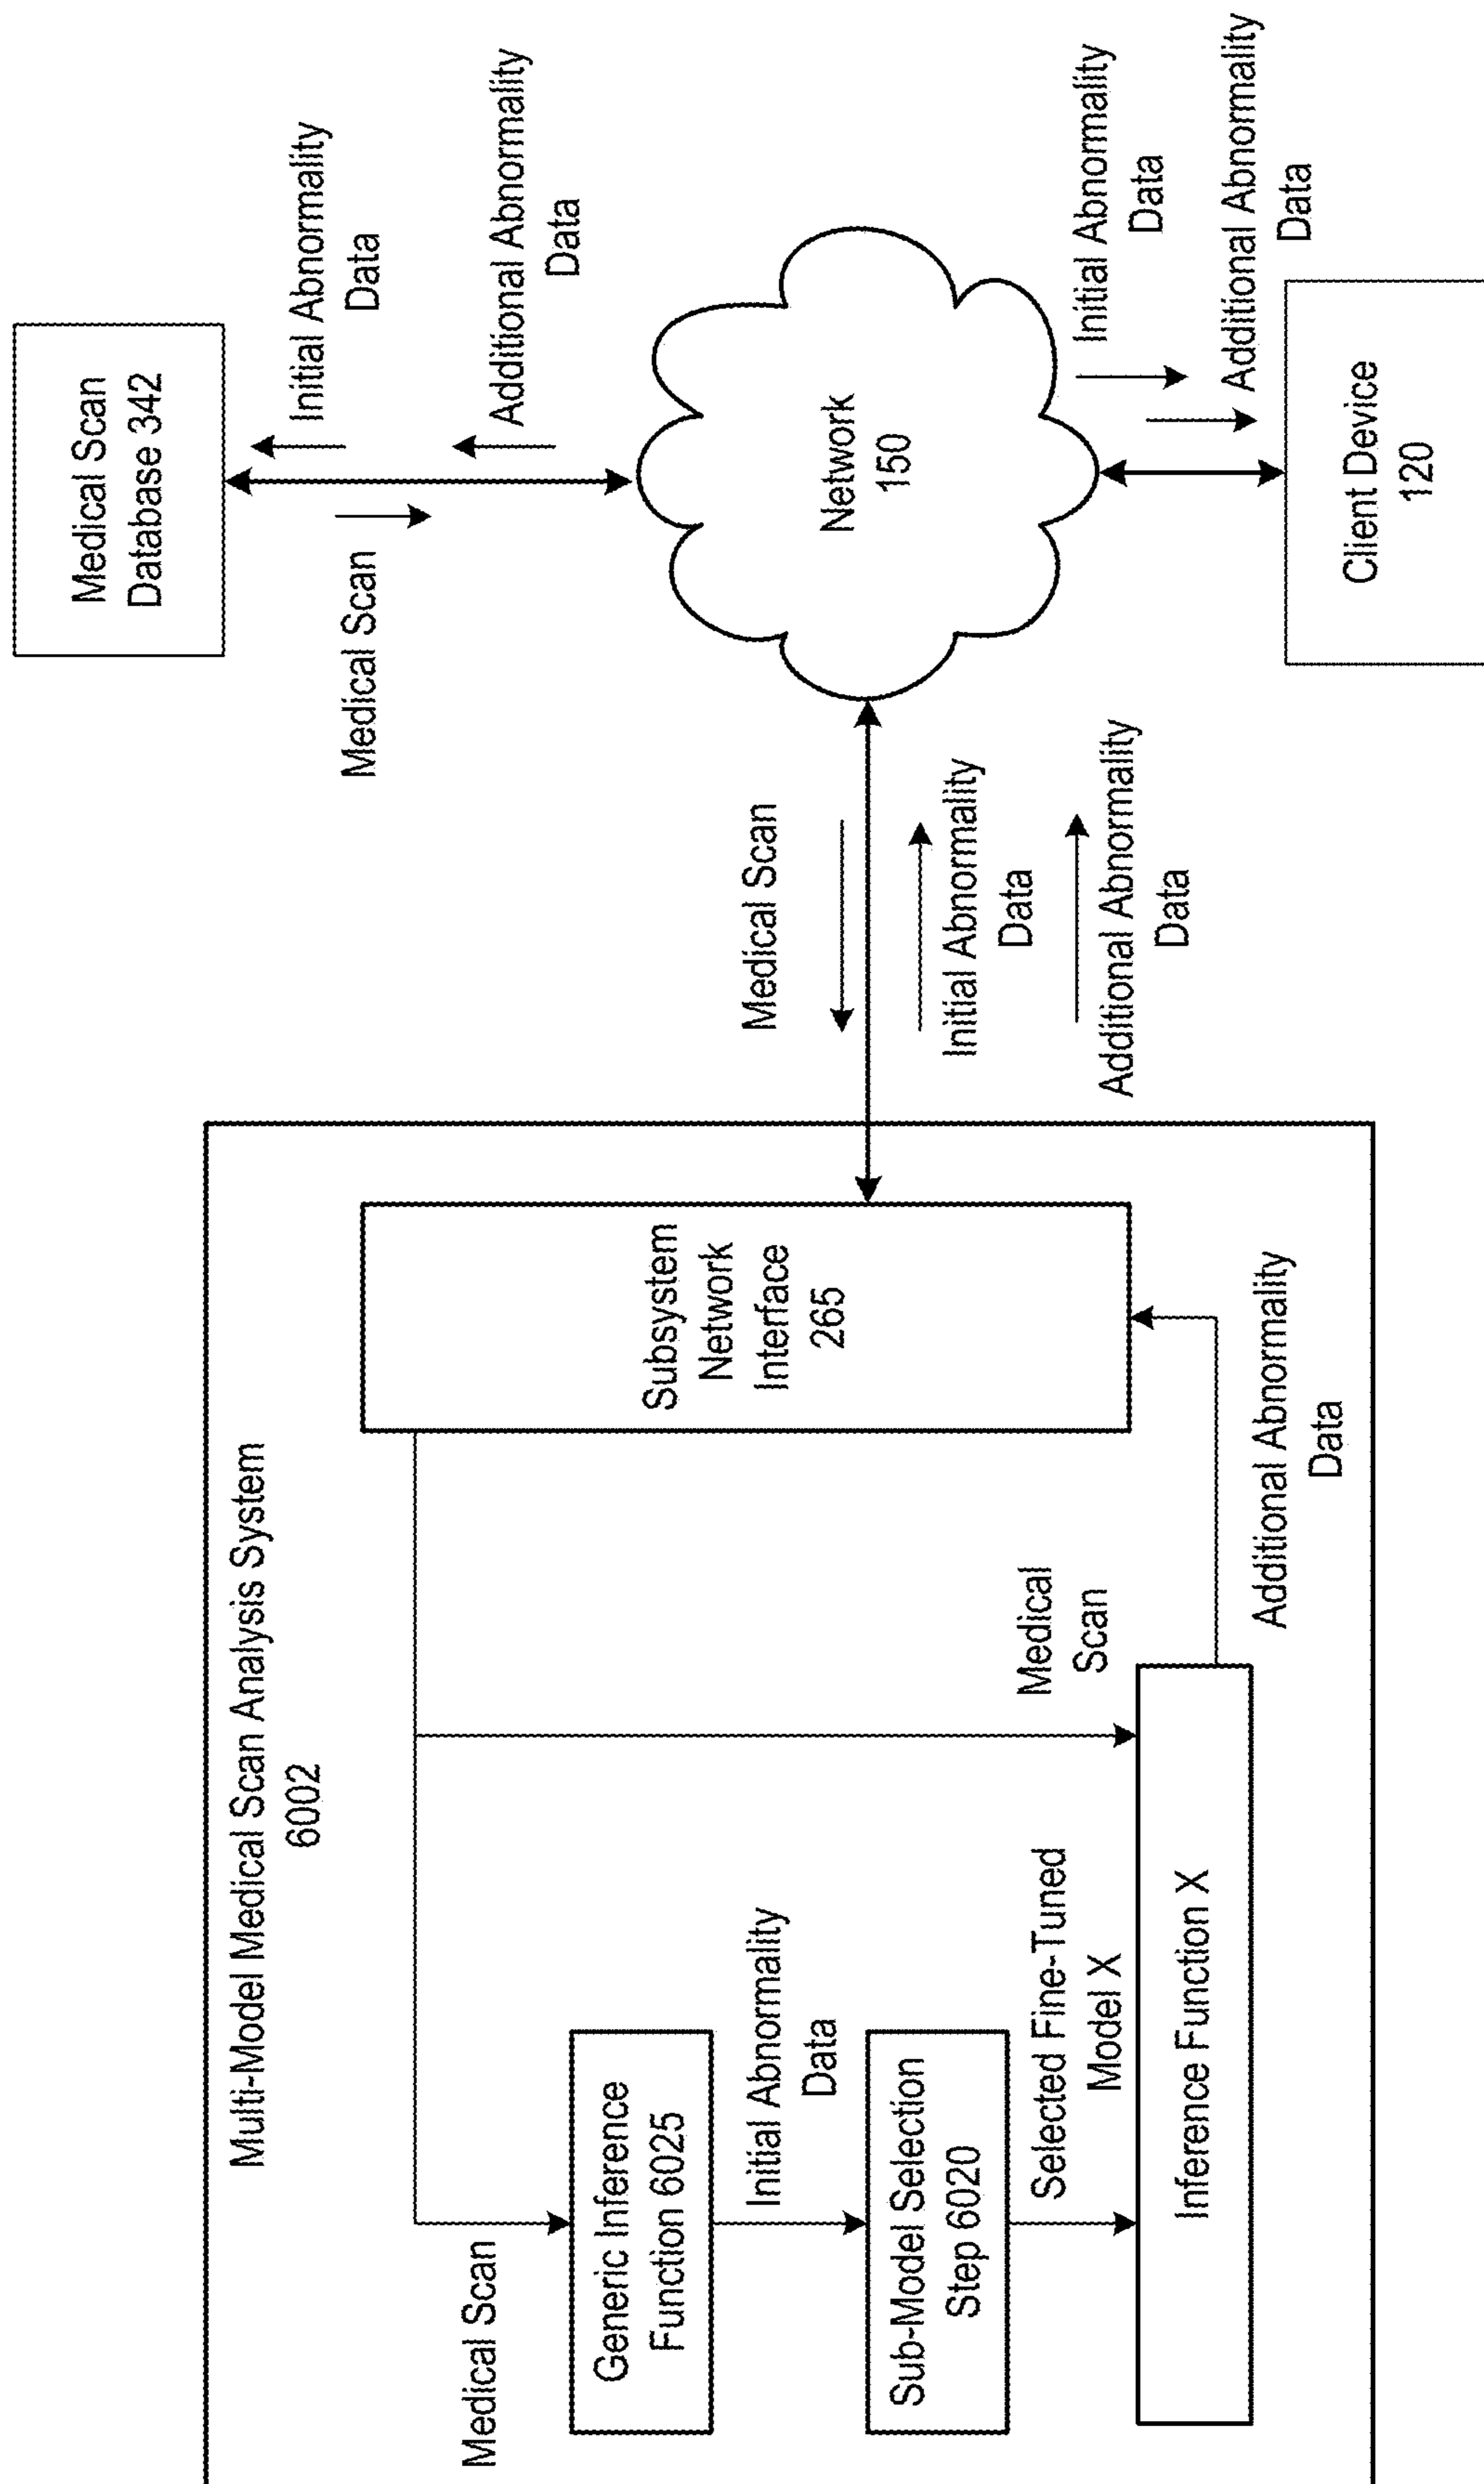 Multi-Model Medical Scan Analysis System
6002
Medical Scan
Generic Inference
Function 6025
Initial Abnormality
Data
Sub-Model Selection
Step 6020
Selected Fine-Tuned
Model X
Medical
Scan
Inference Function X
Subsystem
Network
Interface
265
Additional Abnormality
Data
Medical Scan
Initial Abnormality
Data
Additional Abnormality
Data
Medical Scan
Database 342
Medical Scan
Initial Abnormality
Data
Additional Abnormality
Data
Network
150
Initial Abnormality
Data
Additional Abnormality
Data
Client Device
120